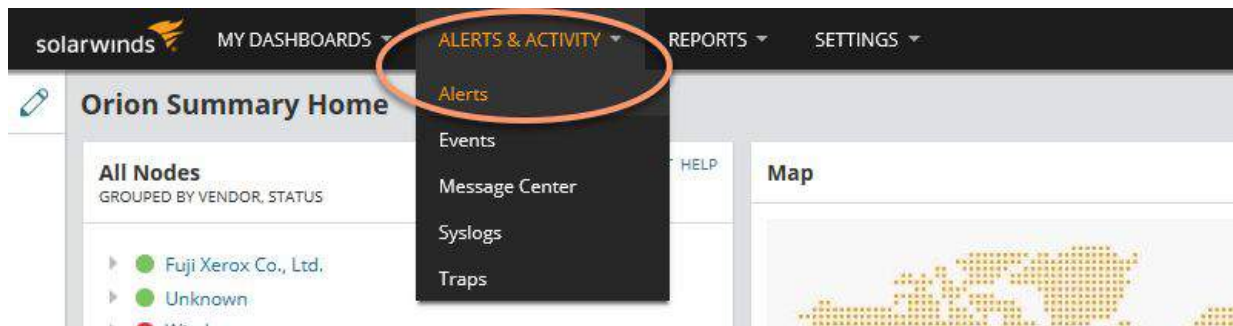 solarwinds MY DASHBOARDS ALERTS & ACTIVITY REPORTS SETTINGS
Alerts
Orion Summary Home
Events
All Nodes
HELP
Map
GROUPED BY VENDOR, STATUS
Message Center
Syslogs
Fuji Xerox Co., Ltd.
Traps
Unknown